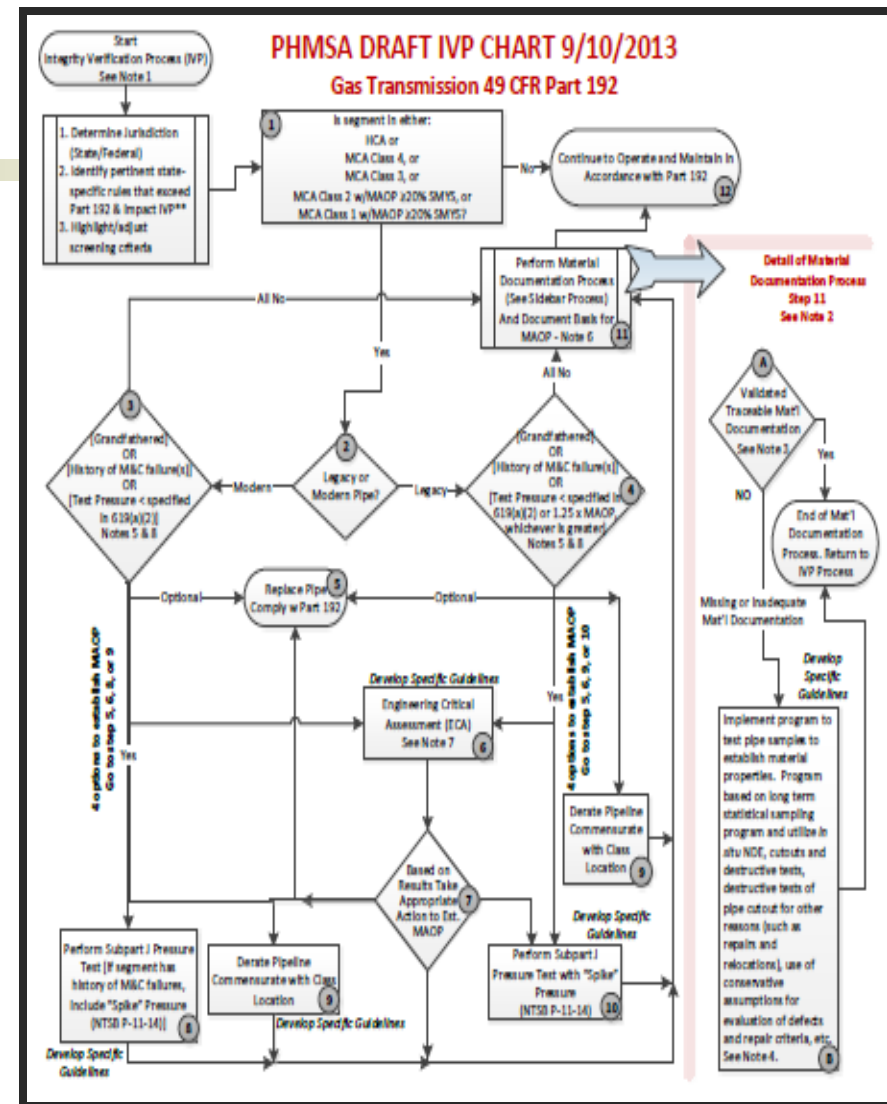 PHMSA DRAFT IVP CHART 9/10/2013
Gas Transmission 49 CFR Part 192
Start
Integrity Verification Process (IVP)
See Note 1
1. Determine Jurisdiction
(State/Federal)
2. Identify pertinent state-
specific rules that exceed
Part 192 & Impact IVP**
3. Highlight/adjust
screening criteria
1
Is segment in either:
HCA or
MCA Class 4, or
MCA Class 3, or
MCA Class 2 w/MAOP ≥20% SMYS, or
MCA Class 1 w/MAOP ≥20% SMYS?
No
Continue to Operate and Maintain in
Accordance with Part 192
12
Yes
Perform Material
Documentation Process
(See Sidebar Process)
And Document Basis for
MAOP - Note 6
11
All No
All No
Detail of Material
Documentation Process
Step 11
See Note 2
3
[Grandfathered]
OR
[History of M&C failure(s)]
OR
[Test Pressure < specified
in 619(a)(2)]
Notes 5 & 8
Modern
2
Legacy or
Modern Pipe?
Legacy
[Grandfathered]
OR
[History of M&C failure(s)]
OR
[Test Pressure < specified in
619(a)(2) or 1.25 x MAOP,
whichever is greater]
Notes 5 & 8
4
A
Validated
Traceable Mat'l
Documentation
See Note 3
Yes
NO
End of Mat'l
Documentation
Process. Return to
IVP Process
Missing or Inadequate
Mat'l Documentation
Optional
Replace Pipe
Comply w Part 192
5
Optional
4 options to establish MAOP
Go to step 5, 6, 8, or 9
Yes
Develop Specific Guidelines
Engineering Critical
Assessment (ECA)
See Note 7
6
Yes
4 options to establish MAOP
Go to step 5, 6, 9, or 10
Derate Pipeline
Commensurate
with Class
Location
9
Develop
Specific
Guidelines
Implement program to
test pipe samples to
establish material
properties. Program
based on long term
statistical sampling
program and utilize in
situ NDE, cutouts and
destructive tests,
destructive tests of
pipe cutout for other
reasons (such as
repairs and
relocations), use of
conservative
assumptions for
evaluation of defects
and repair criteria, etc.
See Note 4.
B
Based on
Results Take
Appropriate
Action to Est.
MAOP
7
Perform Subpart J Pressure
Test [If segment has
history of M&C failures,
include "Spike" Pressure
(NTSB P-11-14)]
8
Develop Specific
Guidelines
Derate Pipeline
Commensurate with Class
Location
9
Develop Specific Guidelines
Develop Specific
Guidelines
Perform Subpart J
Pressure Test with "Spike"
Pressure
(NTSB P-11-14)
10